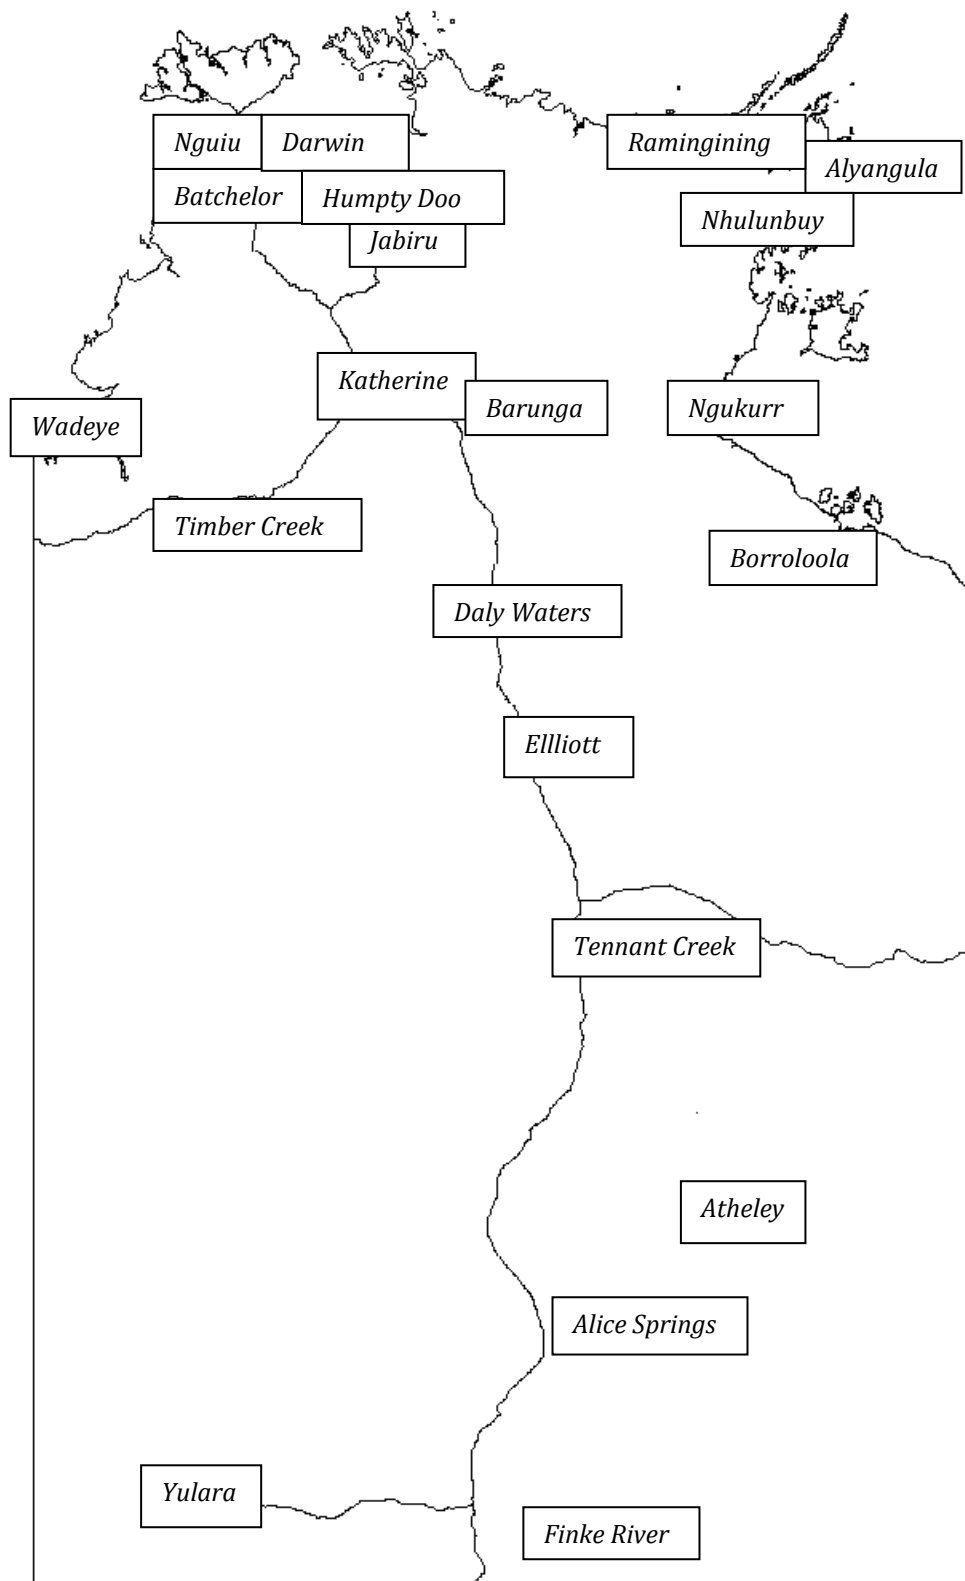 Nguiu
Darwin
Ramingining
Alyangula
Batchelor
Humpty Doo
Nhulunbuy
Jabiru
Katherine
Barunga
Ngukurr
Wadeye
Timber Creek
Borroloola
Daly Waters
Ellliott
Tennant Creek
Atheley
Alice Springs
Yulara
Finke River